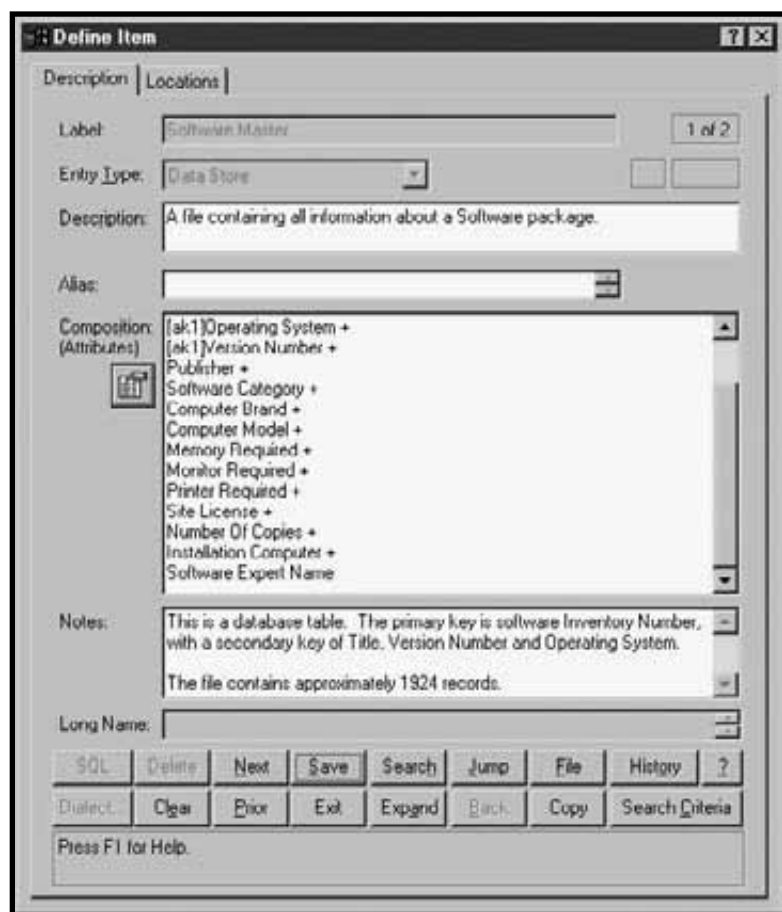 Define Item
Description Locations
Label: Software Master 1 of 2
Entry Type: Data Store
Description: A file containing all information about a Software package.
Alias:
Composition: (Attributes)
[ak1]Operating System +
[ak1]Version Number +
Publisher +
Software Category +
Computer Brand +
Computer Model +
Memory Required +
Monitor Required +
Printer Required +
Site License +
Number Of Copies +
Installation Computer +
Software Expert Name
Notes: This is a database table. The primary key is software Inventory Number,
with a secondary key of Title, Version Number and Operating System.
The file contains approximately 1924 records.
Long Name:
SQL Delete Next Save Search Jump File History ?
Dialect... Clear Prior Exit Expand Back Copy Search Criteria
Press F1 for Help.